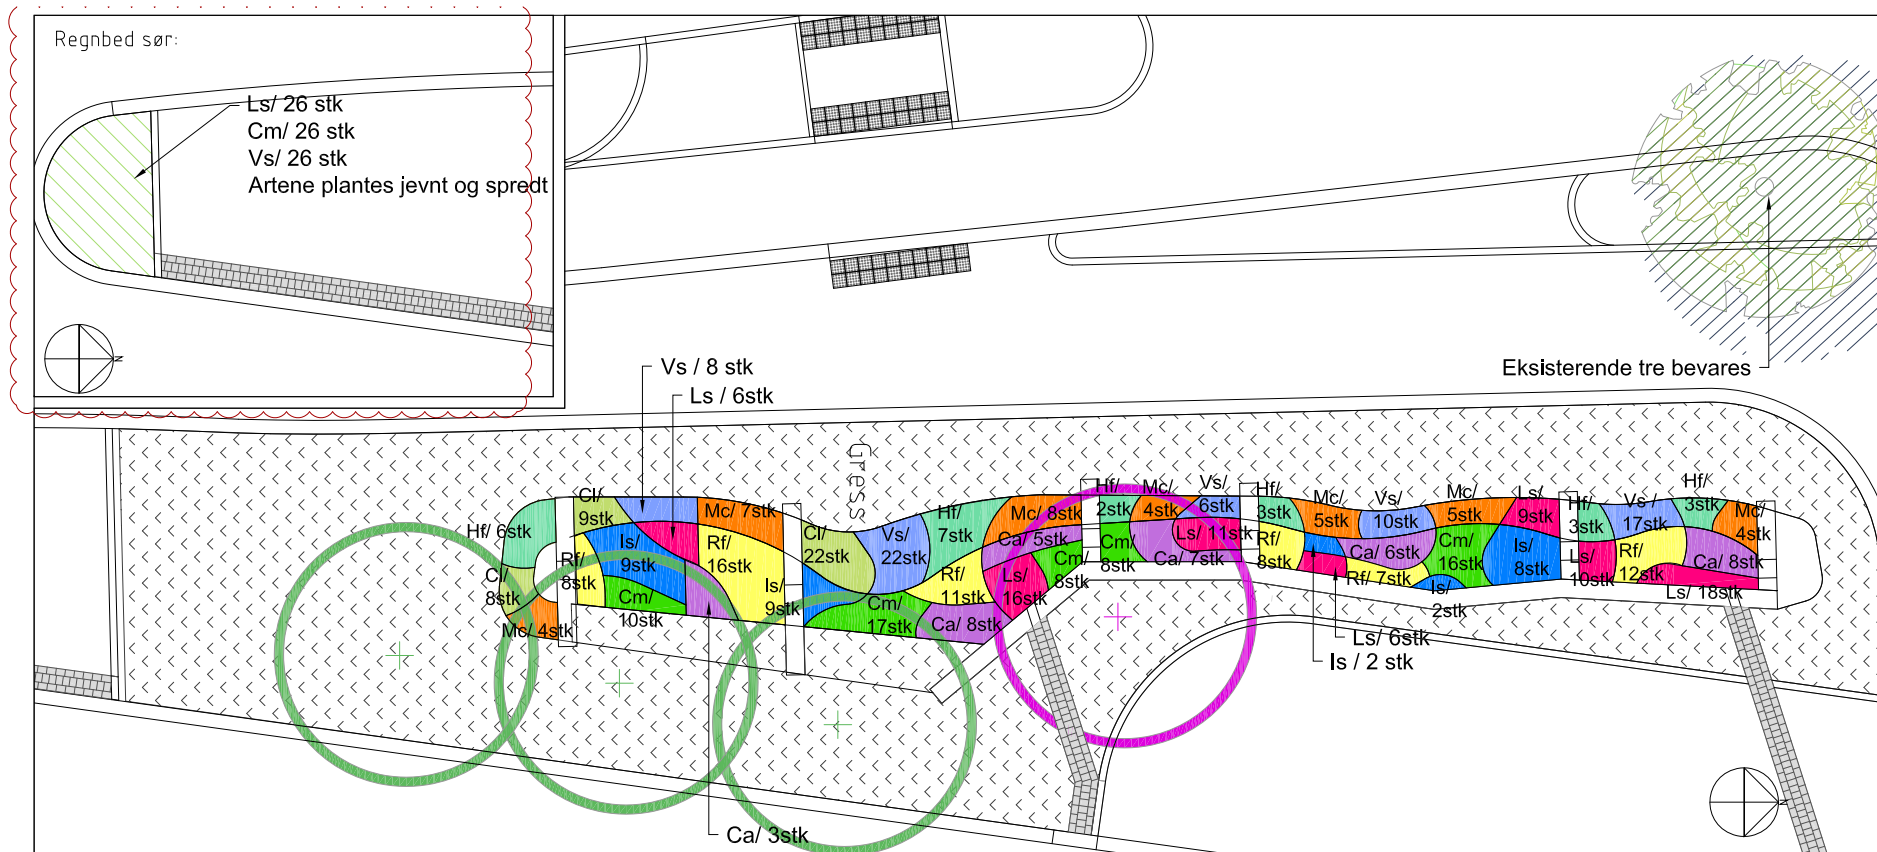 Regnbed sør:
Ls/ 26 stk
Cm/ 26 stk
Vs/ 26 stk
Artene plantes jevnt og spredt
N
Eksisterende tre bevares
Vs / 8 stk
Ls / 6stk
Gress
Hf/ 6stk
Cl/
8stk
Mc/ 4stk
Cl/
9stk
Rf/
8stk
Is/
9stk
Cm/
10stk
Mc/ 7stk
Rf/
16stk
Ca/ 3stk
Is/
9stk
Cl/
22stk
Vs/
22stk
Hf/
7stk
Mc/ 8stk
Ca/ 5stk
Rf/
11stk
Cm/
17stk
Ca/ 8stk
Ls/
16stk
Cm/
8stk
Hf/
2stk
Mc/
4stk
Vs/
6stk
Cm/
8stk
Ls/ 11stk
Ca/ 7stk
Hf/
3stk
Rf/
8stk
Mc/
5stk
Vs/
10stk
Mc/
5stk
Ls/
9stk
Ca/ 6stk
Rf/ 7stk
Cm/
16stk
Is/
8stk
Is/
2stk
Ls/ 6stk
Is / 2 stk
Hf/
3stk
Vs /
17stk
Hf/
3stk
Mc/
4stk
Ls/
10stk
Rf/
12stk
Ca/ 8stk
Ls/ 18stk
N